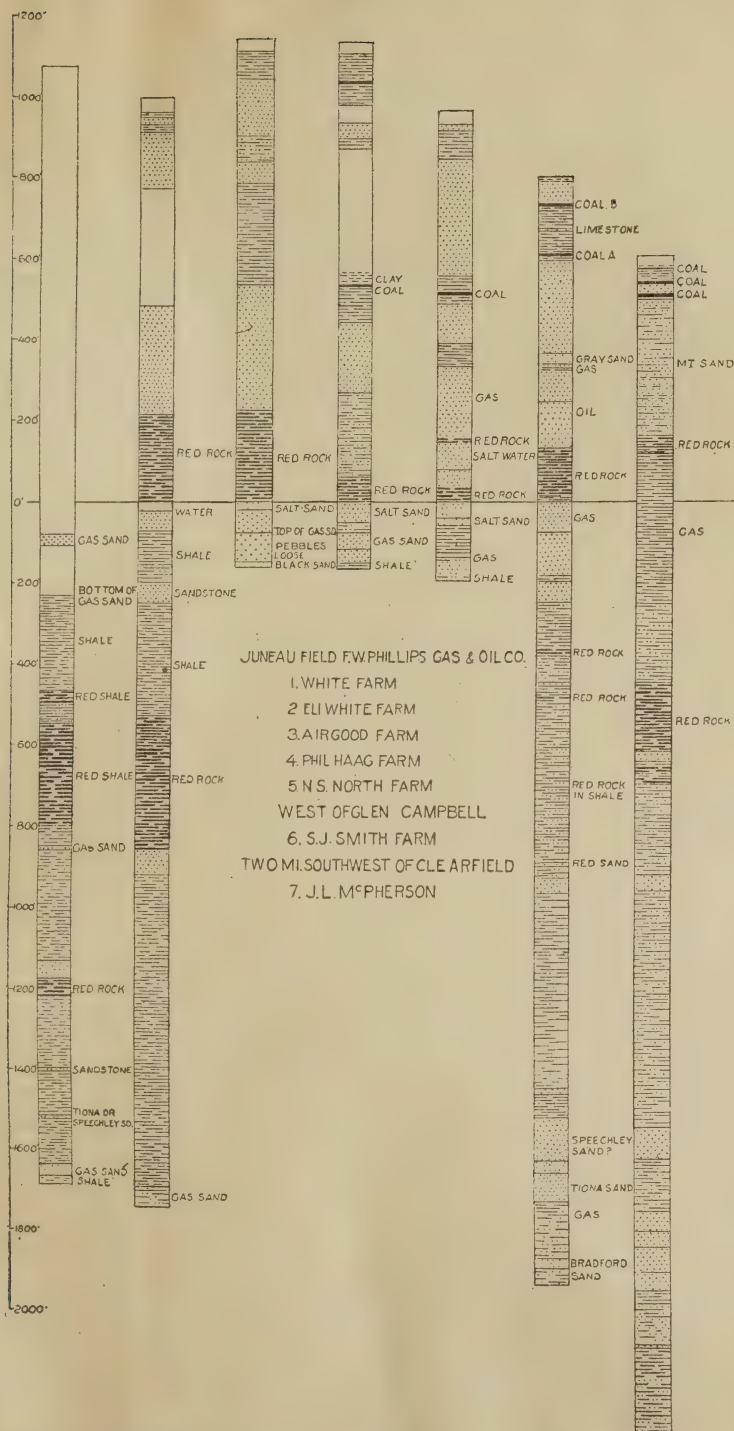 1200'
1000'
800'
600'
400'
200'
0'
200'
400'
600'
800'
1000'
1200'
1400'
1600'
1800'
2000'
GAS SAND
BOTTOM OF
GAS SAND
SHALE
RED SHALE
RED SHALE
GAS SAND
RED ROCK
SANDSTONE
TIONA OR
SPEECHLEY SD.
GAS SAND
SHALE
RED ROCK
WATER
SHALE
SANDSTONE
SHALE
RED ROCK
GAS SAND
RED ROCK
SALT-SAND
TOP OF GAS SD.
PEBBLES
LOOSE
BLACK SAND
CLAY
COAL
RED ROCK
SALT SAND
GAS SAND
SHALE
COAL
GAS
RED ROCK
SALT WATER
RED ROCK
SALT SAND
GAS
SHALE
COAL B
LIMESTONE
COAL A
GRAY SAND
GAS
OIL
RED ROCK
GAS
RED ROCK
RED ROCK
RED ROCK
IN SHALE
RED SAND
SPEECHLEY
SAND?
TIONA SAND
GAS
BRADFORD
SAND
COAL
COAL
COAL
MT SAND
RED ROCK
GAS
RED ROCK
JUNEAU FIELD F.W. PHILLIPS GAS & OIL CO.
1. WHITE FARM
2 ELI WHITE FARM
3. AIRGOOD FARM
4. PHIL HAAG FARM
5. N S. NORTH FARM
WEST OF GLEN CAMPBELL
6. S.J. SMITH FARM
TWO MI. SOUTHWEST OF CLEARFIELD
7. J.L. McPHERSON